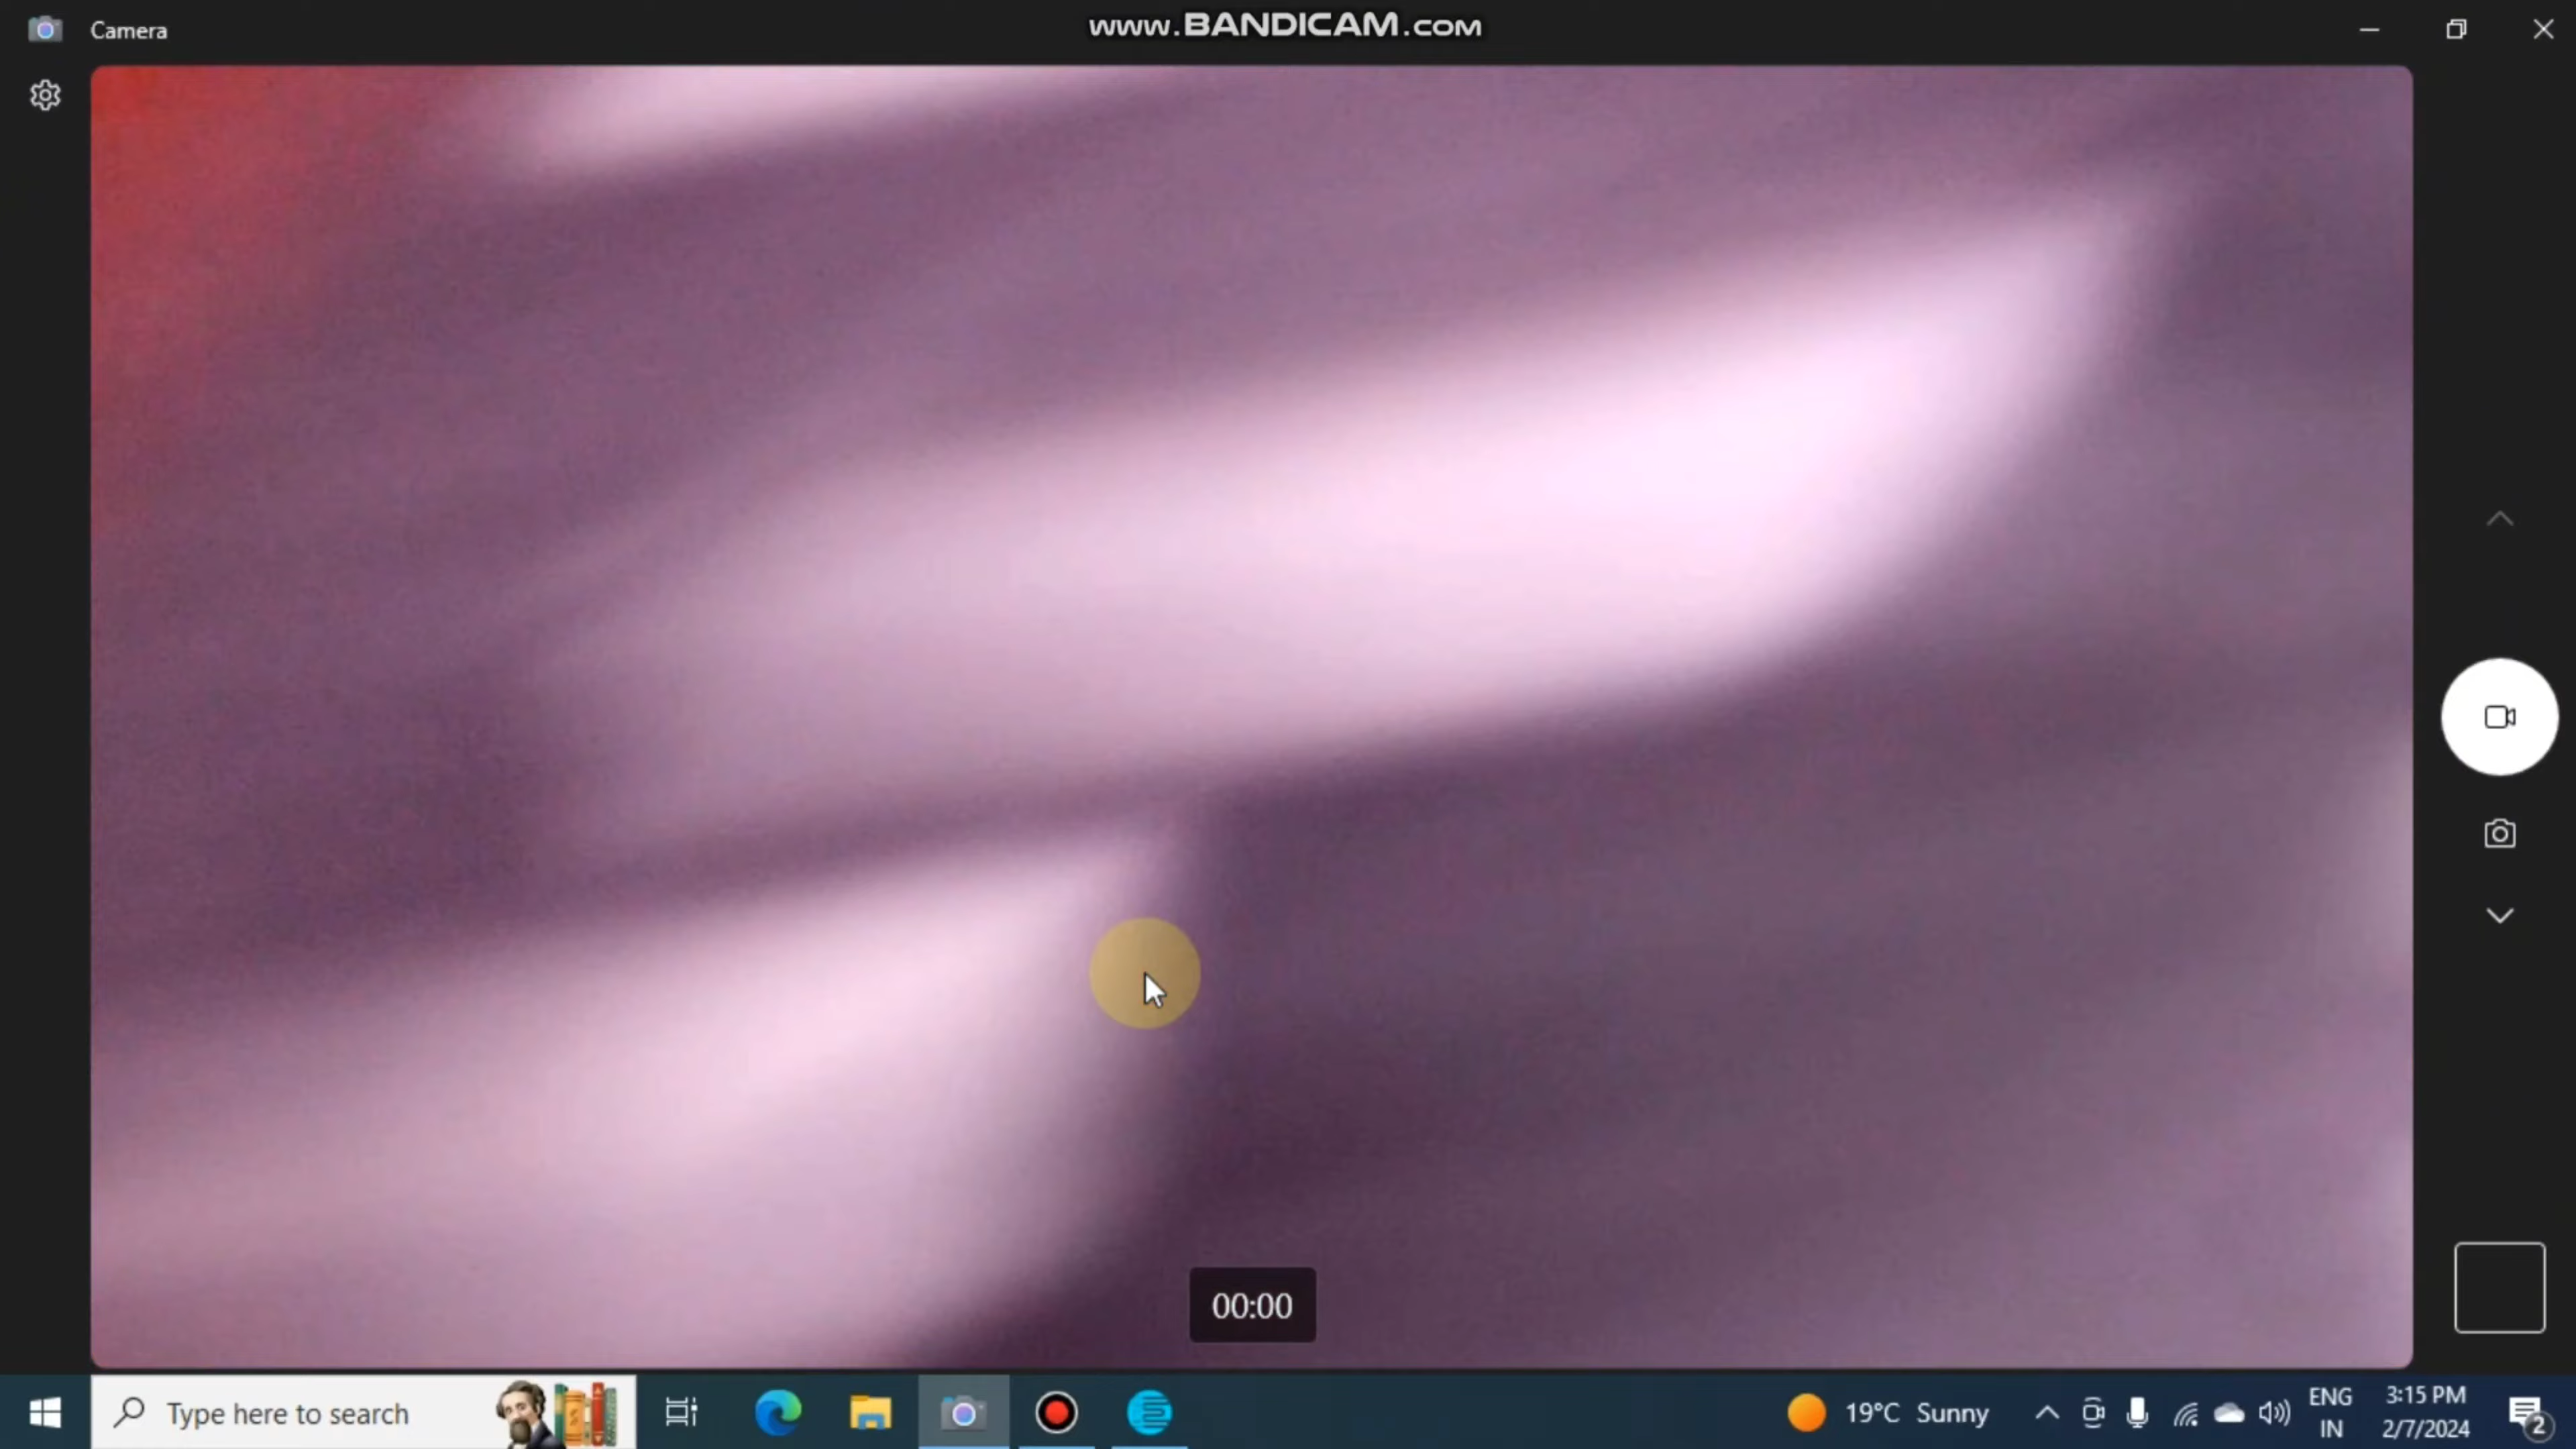 Camera
www.BANDICAM.com
00:00
Type here to search
19°C Sunny
ENG
IN
3:15 PM
2/7/2024
2